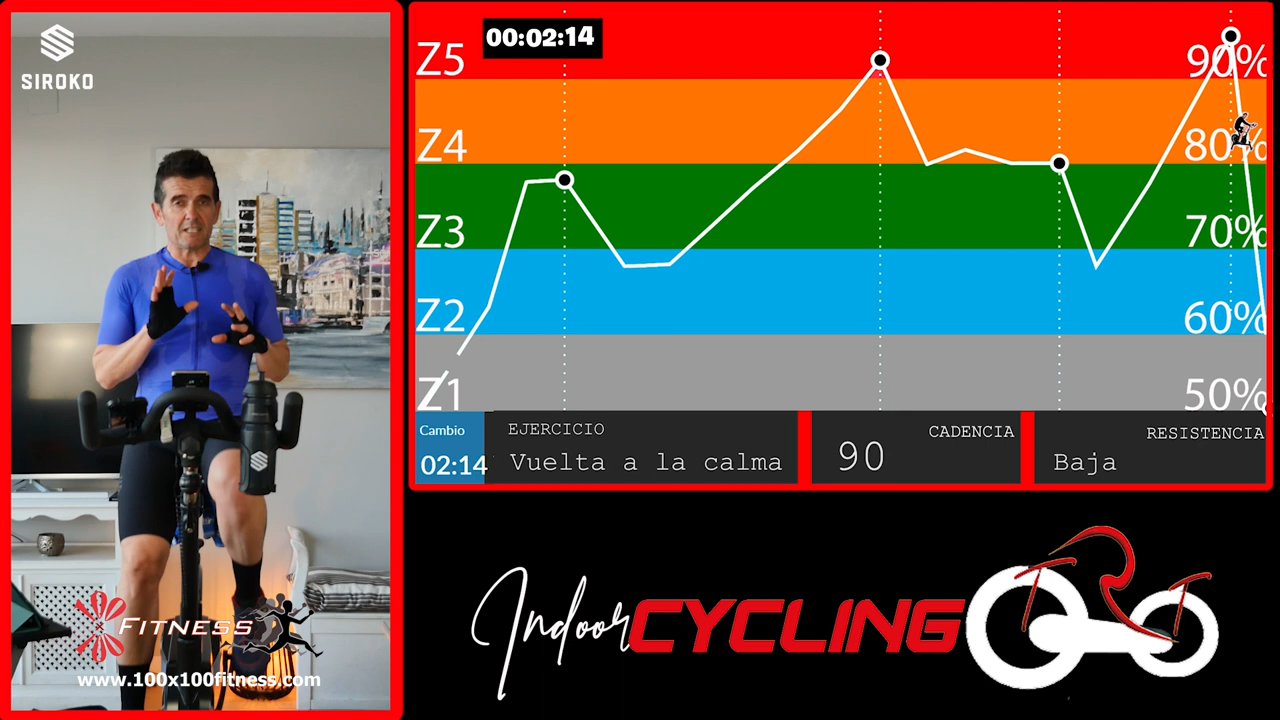 SIROKO
FITNESS
www.100x100fitness.com
00:02:14
Z5
90%
Z4
80%
Z3
70%
Z2
60%
Z1
50%
Cambio
02:14
EJERCICIO
Vuelta a la calma
CADENCIA
90
RESISTENCIA
Baja
Indoor CYCLING
TRT